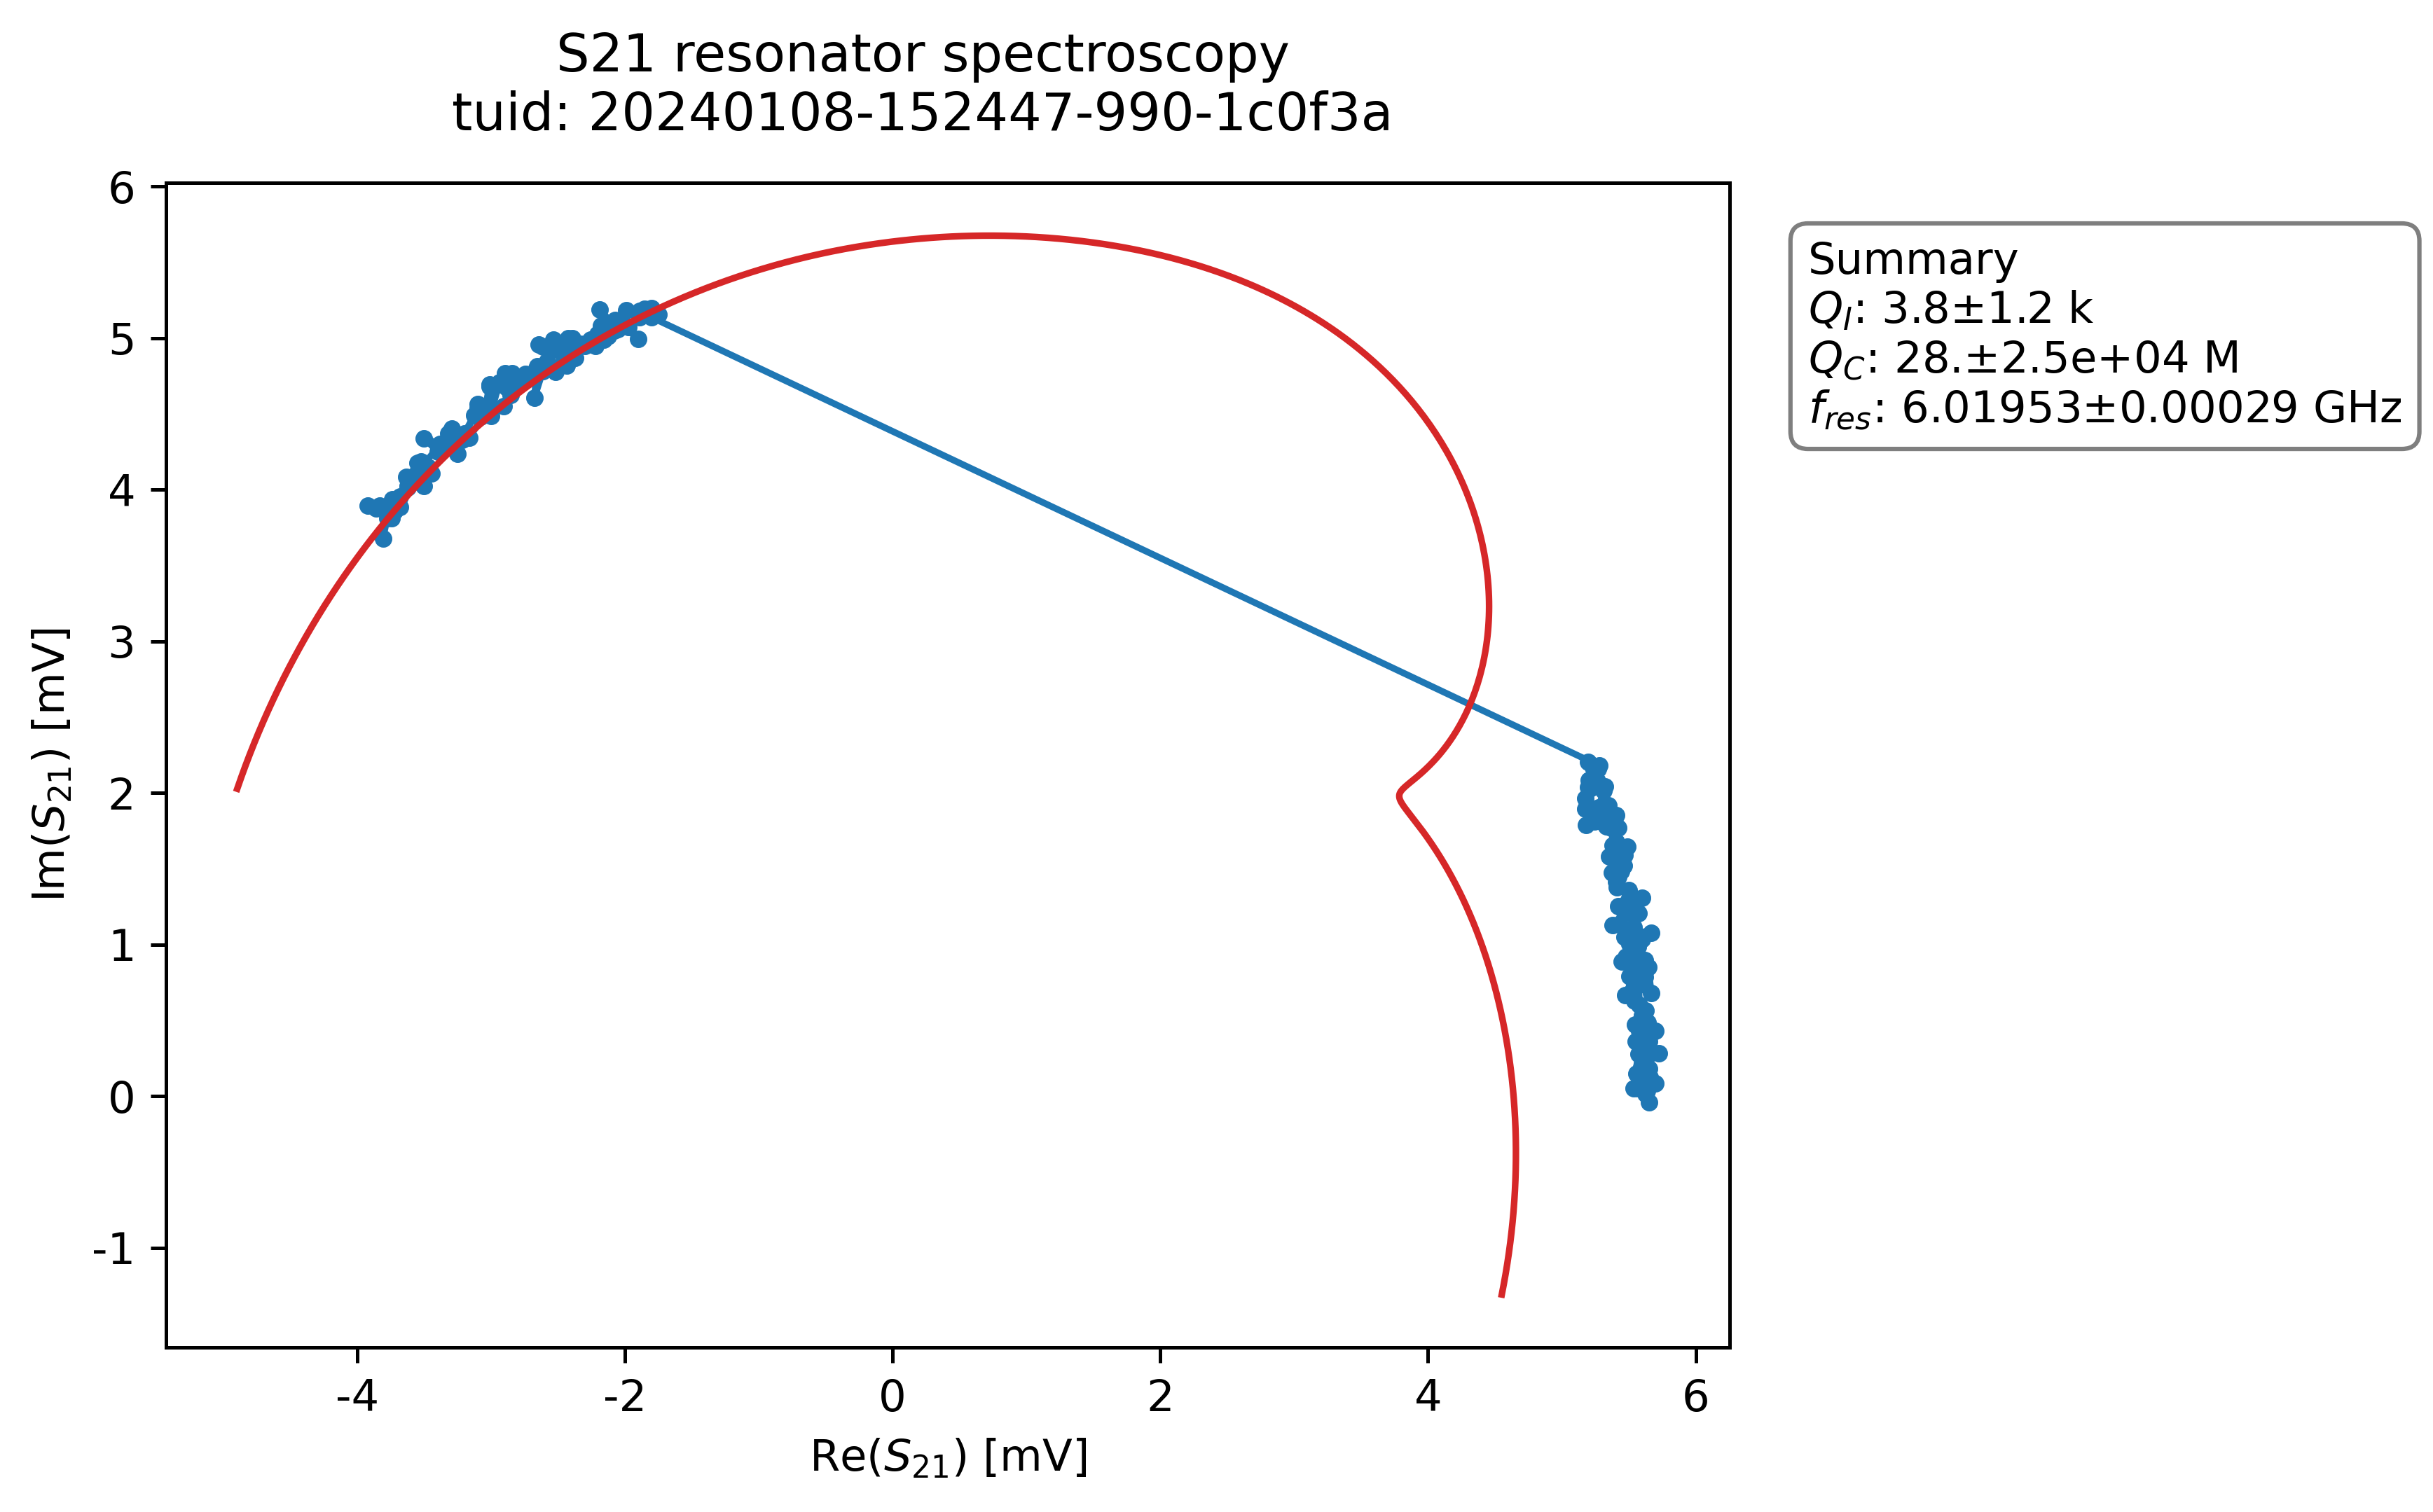 S21 resonator spectroscopy
tuid: 20240108-152447-990-1c0f3a
6
5
4
3
2
1
0
-1
Im(S21) [mV]
-4 -2 0 2 4 6
Re(S21) [mV]
Summary
QI: 3.8±1.2 k
QC: 28.±2.5e+04 M
fres: 6.01953±0.00029 GHz